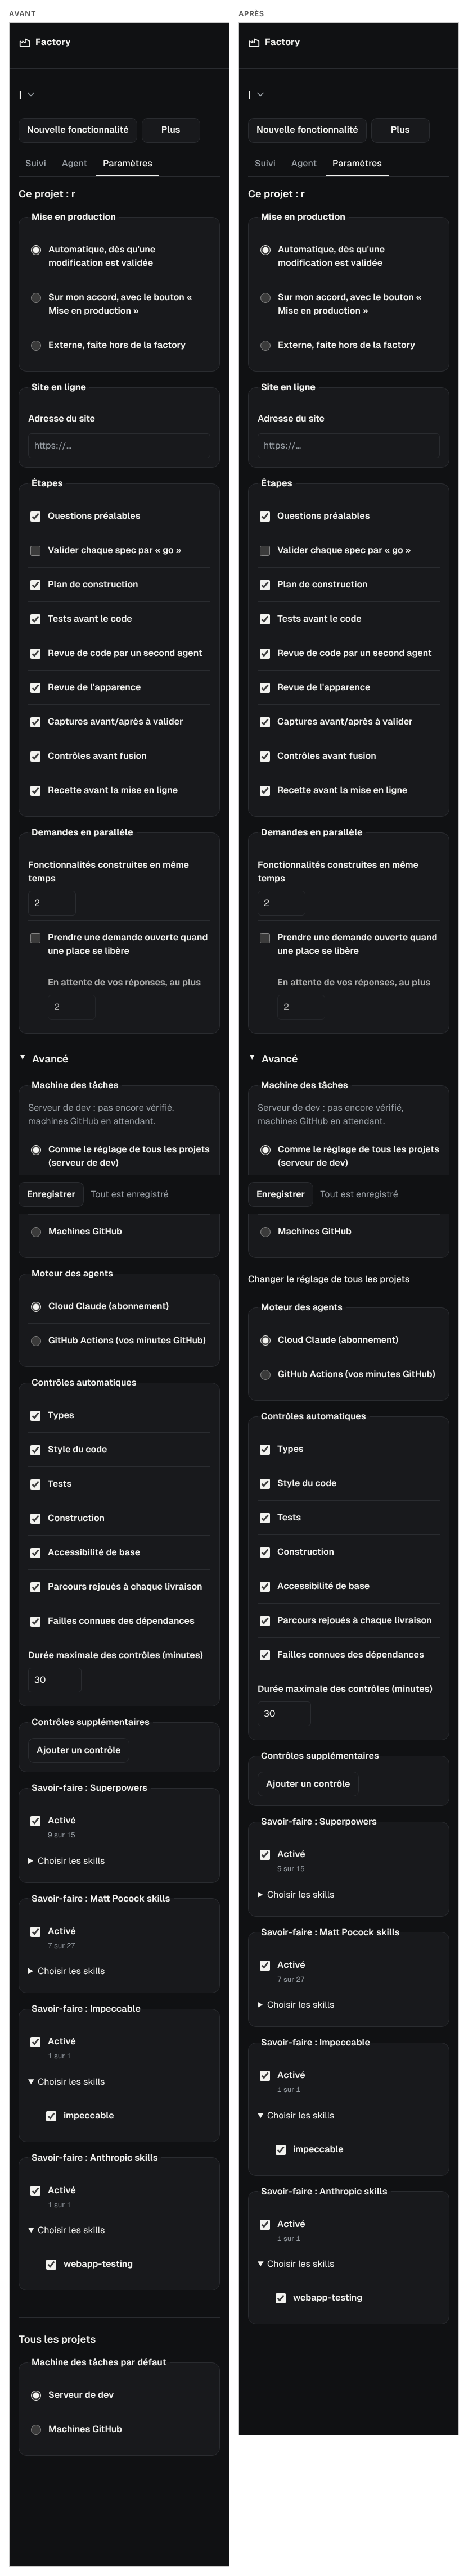 AVANT
Factory
Nouvelle fonctionnalité
Plus
Suivi
Agent
Paramètres
Ce projet : r
Mise en production
Automatique, dès qu'une
modification est validée
Sur mon accord, avec le bouton «
Mise en production »
Externe, faite hors de la factory
Site en ligne
Adresse du site
https://...
Étapes
Questions préalables
Valider chaque spec par « go »
Plan de construction
Tests avant le code
Revue de code par un second agent
Revue de l'apparence
Captures avant/après à valider
Contrôles avant fusion
Recette avant la mise en ligne
Demandes en parallèle
Fonctionnalités construites en même
temps
2
Prendre une demande ouverte quand
une place se libère
En attente de vos réponses, au plus
2
Avancé
Machine des tâches
Serveur de dev : pas encore vérifié,
machines GitHub en attendant.
Comme le réglage de tous les projets
(serveur de dev)
Enregistrer
Tout est enregistré
Machines GitHub
Moteur des agents
Cloud Claude (abonnement)
GitHub Actions (vos minutes GitHub)
Contrôles automatiques
Types
Style du code
Tests
Construction
Accessibilité de base
Parcours rejoués à chaque livraison
Failles connues des dépendances
Durée maximale des contrôles (minutes)
30
Contrôles supplémentaires
Ajouter un contrôle
Savoir-faire : Superpowers
Activé
9 sur 15
Choisir les skills
Savoir-faire : Matt Pocock skills
Activé
7 sur 27
Choisir les skills
Savoir-faire : Impeccable
Activé
1 sur 1
Choisir les skills
impeccable
Savoir-faire : Anthropic skills
Activé
1 sur 1
Choisir les skills
webapp-testing
Tous les projets
Machine des tâches par défaut
Serveur de dev
Machines GitHub
APRÈS
Factory
Nouvelle fonctionnalité
Plus
Suivi
Agent
Paramètres
Ce projet : r
Mise en production
Automatique, dès qu'une
modification est validée
Sur mon accord, avec le bouton «
Mise en production »
Externe, faite hors de la factory
Site en ligne
Adresse du site
https://...
Étapes
Questions préalables
Valider chaque spec par « go »
Plan de construction
Tests avant le code
Revue de code par un second agent
Revue de l'apparence
Captures avant/après à valider
Contrôles avant fusion
Recette avant la mise en ligne
Demandes en parallèle
Fonctionnalités construites en même
temps
2
Prendre une demande ouverte quand
une place se libère
En attente de vos réponses, au plus
2
Avancé
Machine des tâches
Serveur de dev : pas encore vérifié,
machines GitHub en attendant.
Comme le réglage de tous les projets
(serveur de dev)
Enregistrer
Tout est enregistré
Machines GitHub
Changer le réglage de tous les projets
Moteur des agents
Cloud Claude (abonnement)
GitHub Actions (vos minutes GitHub)
Contrôles automatiques
Types
Style du code
Tests
Construction
Accessibilité de base
Parcours rejoués à chaque livraison
Failles connues des dépendances
Durée maximale des contrôles (minutes)
30
Contrôles supplémentaires
Ajouter un contrôle
Savoir-faire : Superpowers
Activé
9 sur 15
Choisir les skills
Savoir-faire : Matt Pocock skills
Activé
7 sur 27
Choisir les skills
Savoir-faire : Impeccable
Activé
1 sur 1
Choisir les skills
impeccable
Savoir-faire : Anthropic skills
Activé
1 sur 1
Choisir les skills
webapp-testing